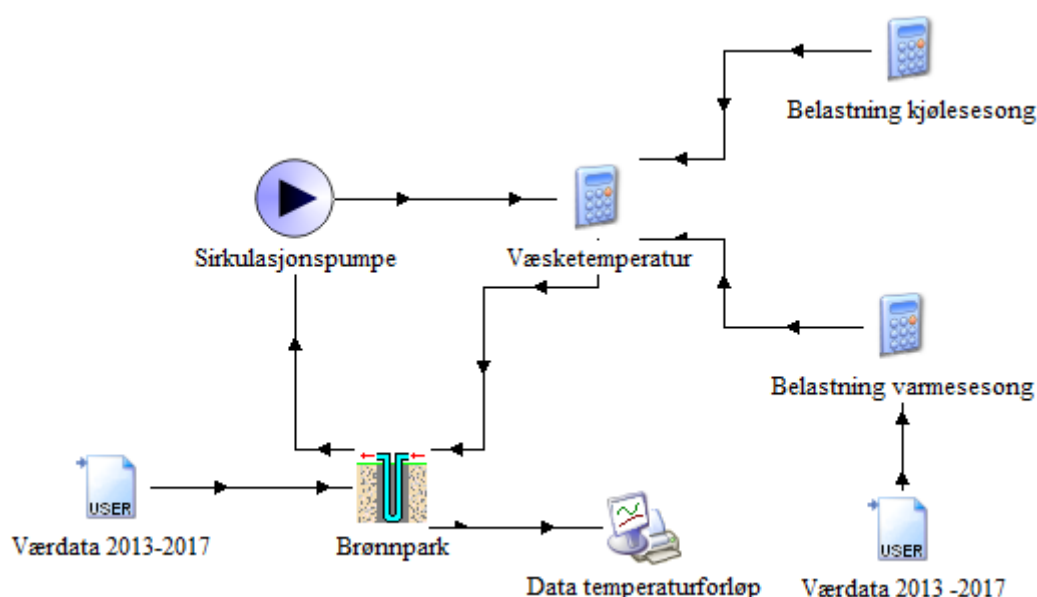 Belastning kjølesesong
Sirkulasjonspumpe
Væsketemperatur
Belastning varmesesong
USER
Værdata 2013-2017
Brønnpark
Data temperaturforløp
USER
Værdata 2013 -2017